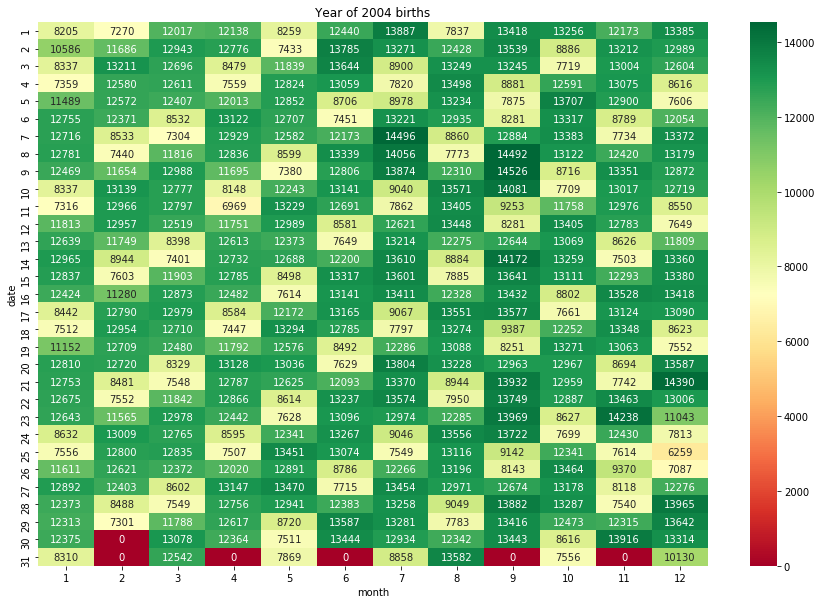 Year of 2004 births
1 8205 7270 12017 12138 8259 12440 13887 7837 13418 13256 12173 13385
2 10586 11686 12943 12776 7433 13785 13271 12428 13539 8886 13212 12989
3 8337 13211 12696 8479 11839 13644 8900 13249 13245 7719 13004 12604
4 7359 12580 12611 7559 12824 13059 7820 13498 8881 12591 13075 8616
5 11489 12572 12407 12013 12852 8706 8978 13234 7875 13707 12900 7606
6 12755 12371 8532 13122 12707 7451 13221 12935 8281 13317 8789 12054
7 12716 8533 7304 12929 12582 12173 14496 8860 12884 13383 7734 13372
8 12781 7440 11816 12836 8599 13339 14056 7773 14492 13122 12420 13179
9 12469 11654 12988 11695 7380 12806 13874 12310 14526 8716 13351 12872
10 8337 13139 12777 8148 12243 13141 9040 13571 14081 7709 13017 12719
11 7316 12966 12797 6969 13229 12691 7862 13405 9253 11758 12976 8550
12 11813 12957 12519 11751 12989 8581 12621 13448 8281 13405 12783 7649
13 12639 11749 8398 12613 12373 7649 13214 12275 12644 13069 8626 11809
14 12965 8944 7401 12732 12688 12200 13610 8884 14172 13259 7503 13360
15 12837 7603 11903 12785 8498 13317 13601 7885 13641 13111 12293 13380
16 12424 11280 12873 12482 7614 13141 13411 12328 13432 8802 13528 13418
17 8442 12790 12979 8584 12172 13165 9067 13551 13577 7661 13124 13090
18 7512 12954 12710 7447 13294 12785 7797 13274 9387 12252 13348 8623
19 11152 12709 12480 11792 12576 8492 12286 13088 8251 13271 13063 7552
20 12810 12720 8329 13128 13036 7629 13804 13228 12963 12967 8694 13587
21 12753 8481 7548 12787 12625 12093 13370 8944 13932 12959 7742 14390
22 12675 7552 11842 12866 8614 13237 13574 7950 13749 12887 13463 13006
23 12643 11565 12978 12442 7628 13096 12974 12285 13969 8627 14238 11043
24 8632 13009 12765 8595 12341 13267 9046 13556 13722 7699 12430 7813
25 7556 12800 12835 7507 13451 13074 7549 13116 9142 12341 7614 6259
26 11611 12621 12372 12020 12891 8786 12266 13196 8143 13464 9370 7087
27 12892 12403 8602 13147 13470 7715 13454 12971 12674 13178 8118 12276
28 12373 8488 7549 12756 12941 12383 13258 9049 13882 13287 7540 13965
29 12313 7301 11788 12617 8720 13587 13281 7783 13416 12473 12315 13642
30 12375 0 13078 12364 7511 13444 12934 12342 13443 8616 13916 13314
31 8310 0 12542 0 7869 0 8858 13582 0 7556 0 10130
1 2 3 4 5 6 7 8 9 10 11 12
month
date
14000
12000
10000
8000
6000
4000
2000
0